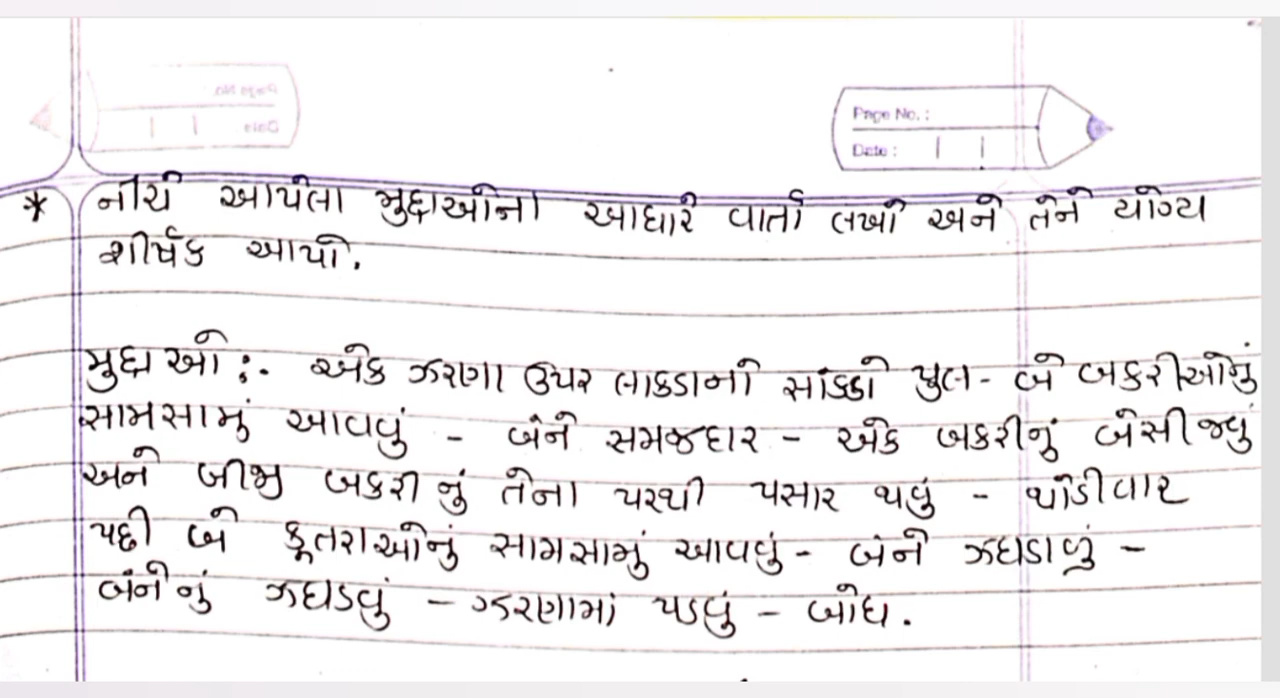 Page No. :
Date :
* નીચે આપેલા મુદ્દાઓના આધારે વાર્તા લખો અને તેને યોગ્ય
શીર્ષક આપો.
મુદ્દાઓ :- એક ઝરણા ઉપર લાકડાનો સાંકડો પુલ - બે બકરીઓનું
સામસામું આવવું - બંને સમજદાર - એક બકરીનું બેસી જવું
અને બીજી બકરી નું તેના પરથી પસાર થવું - થોડીવાર
પછી બે કૂતરાઓનું સામસામું આવવું - બંને ઝઘડાળું -
બંને નું ઝઘડવું - ઝરણામાં પડવું - બોધ.